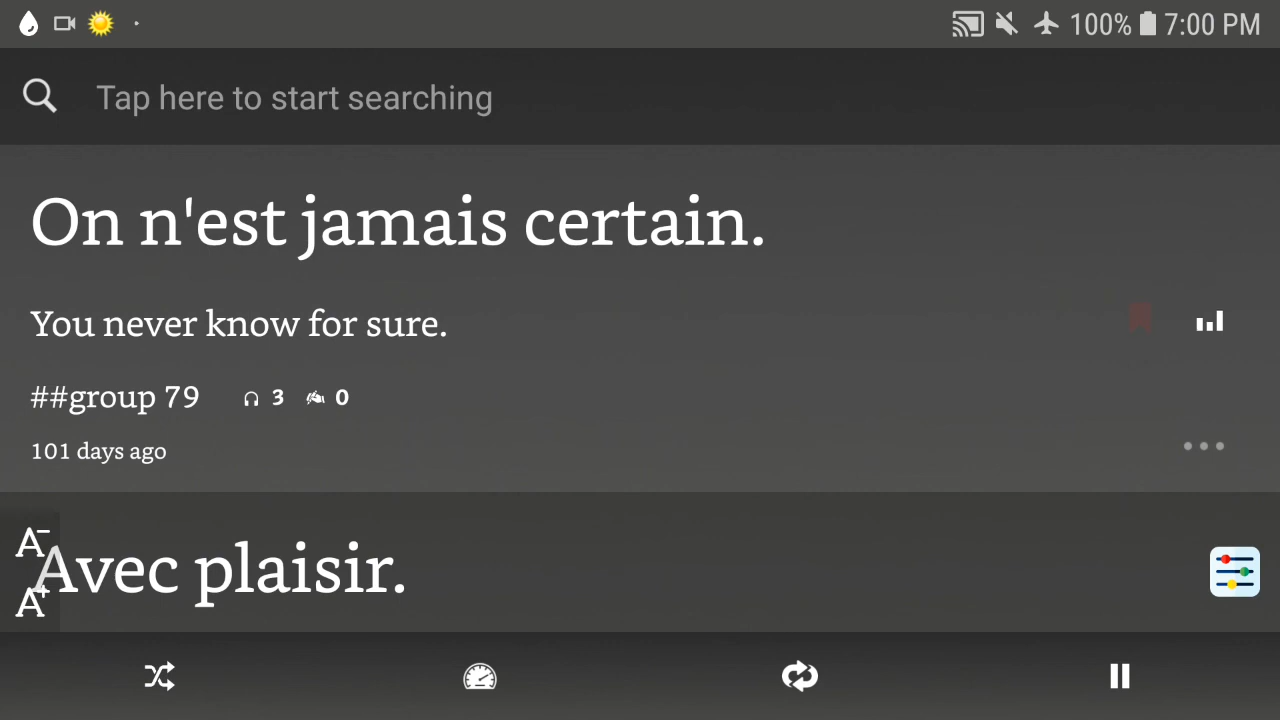 100% 7:00 PM
Tap here to start searching
On n'est jamais certain.
You never know for sure.
##group 79 3 0
101 days ago
A-
Avec plaisir.
A+